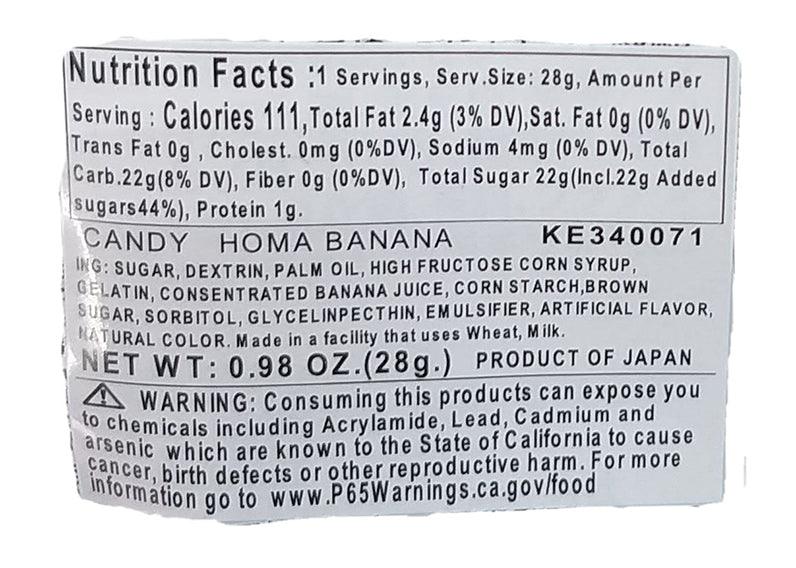 Nutrition Facts :1 Servings, Serv.Size: 28g, Amount Per
Serving : Calories 111,Total Fat 2.4g (3% DV),Sat. Fat 0g (0% DV),
Trans Fat 0g , Cholest. 0mg (0%DV), Sodium 4mg (0% DV), Total
Carb.22g(8% DV), Fiber 0g (0%DV), Total Sugar 22g(Incl.22g Added
sugars44%), Protein 1g.
CANDY HOMA BANANA KE340071
ING: SUGAR, DEXTRIN, PALM OIL, HIGH FRUCTOSE CORN SYRUP,
GELATIN, CONSENTRATED BANANA JUICE, CORN STARCH,BROWN
SUGAR, SORBITOL, GLYCELINPECTHIN, EMULSIFIER, ARTIFICIAL FLAVOR,
NATURAL COLOR. Made in a facility that uses Wheat, Milk.
NET WT: 0.98 OZ.(28g.) PRODUCT OF JAPAN
⚠ WARNING: Consuming this products can expose you
to chemicals including Acrylamide, Lead, Cadmium and
arsenic which are known to the State of California to cause
cancer, birth defects or other reproductive harm. For more
information go to www.P65Warnings.ca.gov/food